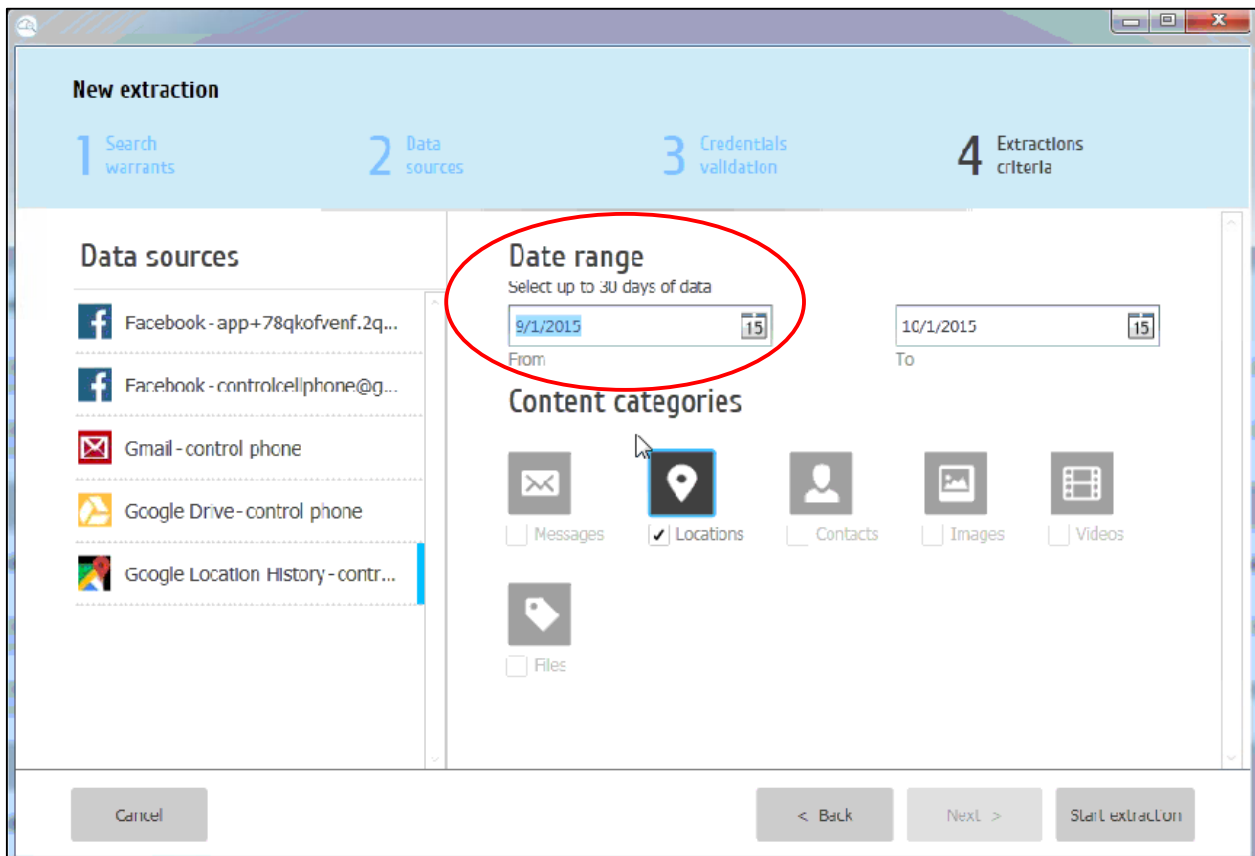 New extraction
1 Search warrants
2 Data sources
3 Credentials validation
4 Extractions criteria
Data sources
Facebook - app+78qkofvenf.2q...
Facebook - controlcellphone@g...
Gmail - control phone
Google Drive - control phone
Google Location History - contr...
Date range
Select up to 30 days of data
9/1/2015 15
From
10/1/2015 15
To
Content categories
Messages
Locations
Contacts
Images
Videos
Files
Cancel
< Back
Next >
Start extraction